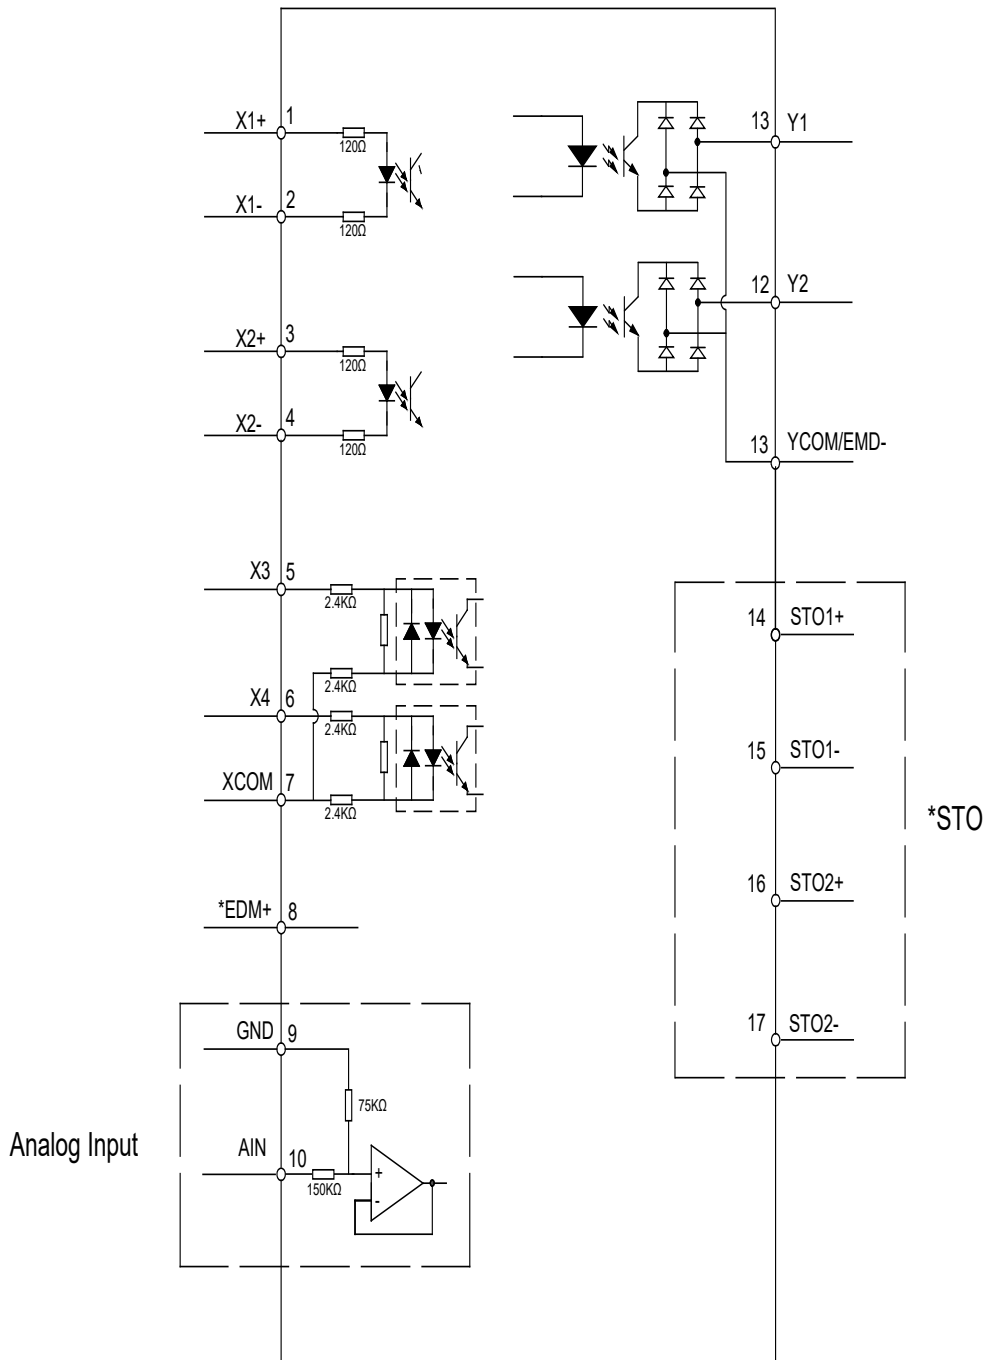 X1+ 1
120Ω
X1- 2
120Ω
X2+ 3
120Ω
X2- 4
120Ω
X3 5
2.4KΩ
2.4KΩ
X4 6
2.4KΩ
XCOM 7
2.4KΩ
*EDM+ 8
GND 9
75KΩ
Analog Input
AIN 10
150KΩ
+
-
13 Y1
12 Y2
13 YCOM/EMD-
14 STO1+
15 STO1-
*STO
16 STO2+
17 STO2-